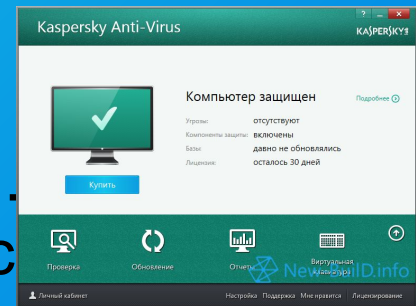 Kaspersky Anti-Virus
KASPERSKY
Компьютер защищен
Подробнее
Угрозы: отсутствуют
Компоненты защиты: включены
Базы: давно не обновлялись
Лицензия: осталось 30 дней
Купить
Проверка
Обновление
Отчеты
Виртуальная
клавиатура
NewBuildID.info
Личный кабинет
Настройка
Поддержка
Мне нравится
Лицензирование